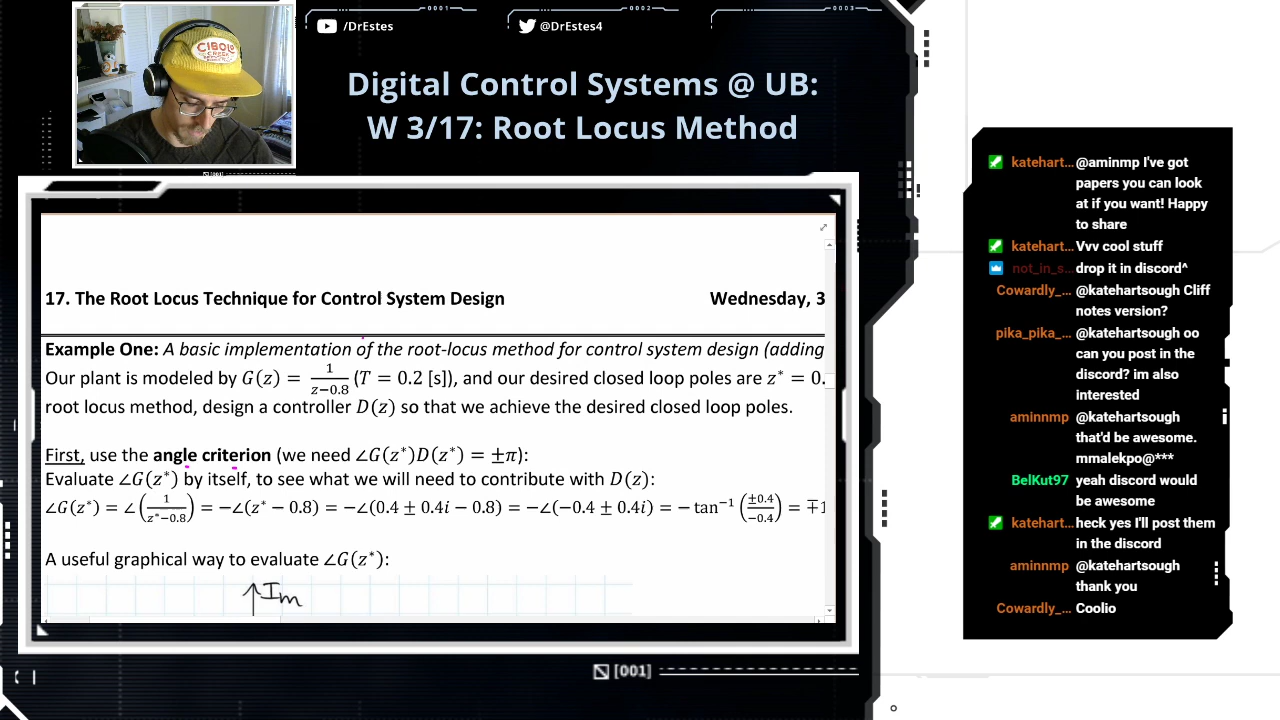 0001
0002
0003
/DrEstes
@DrEstes4
CIBOLO
CREEK
Digital Control Systems @ UB:
W 3/17: Root Locus Method
[001]
17. The Root Locus Technique for Control System Design
Wednesday, 3
Example One: A basic implementation of the root-locus method for control system design (adding
Our plant is modeled by G(z) = 1/(z−0.8) (T = 0.2 [s]), and our desired closed loop poles are z* = 0.
root locus method, design a controller D(z) so that we achieve the desired closed loop poles.
First, use the angle criterion (we need ∠G(z*)D(z*) = ±π):
Evaluate ∠G(z*) by itself, to see what we will need to contribute with D(z):
∠G(z*) = ∠(1/(z*−0.8)) = −∠(z* − 0.8) = −∠(0.4 ± 0.4i − 0.8) = −∠(−0.4 ± 0.4i) = − tan⁻¹(±0.4/−0.4) = ∓1
A useful graphical way to evaluate ∠G(z*):
Im
[001]
katehart... @aminmp I've got
papers you can look
at if you want! Happy
to share
katehart... Vvv cool stuff
not_in_s... drop it in discord^
Cowardly_... @katehartsough Cliff
notes version?
pika_pika_... @katehartsough oo
can you post in the
discord? im also
interested
aminnmp @katehartsough
that'd be awesome.
mmalekpo@***
BelKut97 yeah discord would
be awesome
katehart... heck yes I'll post them
in the discord
aminnmp @katehartsough
thank you
Cowardly_... Coolio